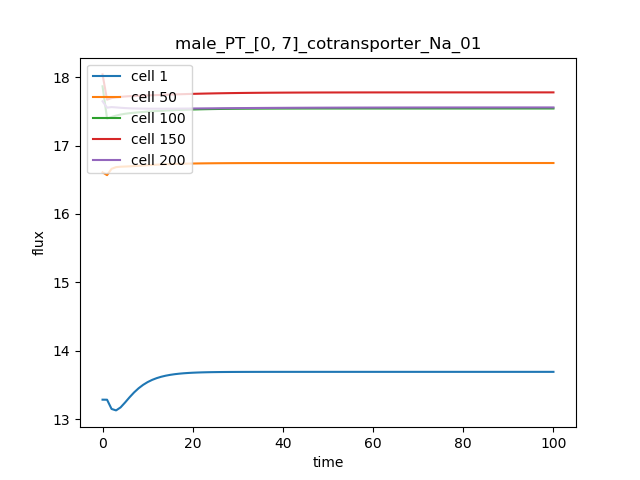 male_PT_[0, 7]_cotransporter_Na_01
18
17
16
15
14
13
flux
cell 1
cell 50
cell 100
cell 150
cell 200
0 20 40 60 80 100
time